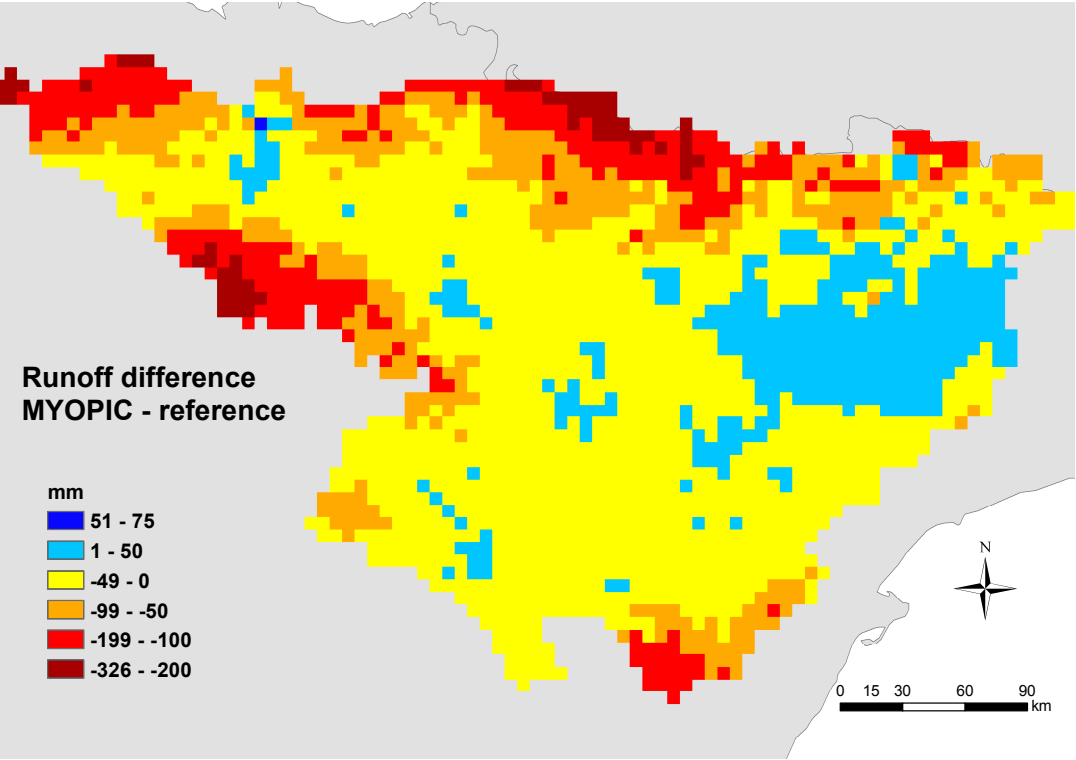 Runoff difference
MYOPIC - reference
mm
51 - 75
1 - 50
-49 - 0
-99 - -50
-199 - -100
-326 - -200
N
0 15 30 60 90
km